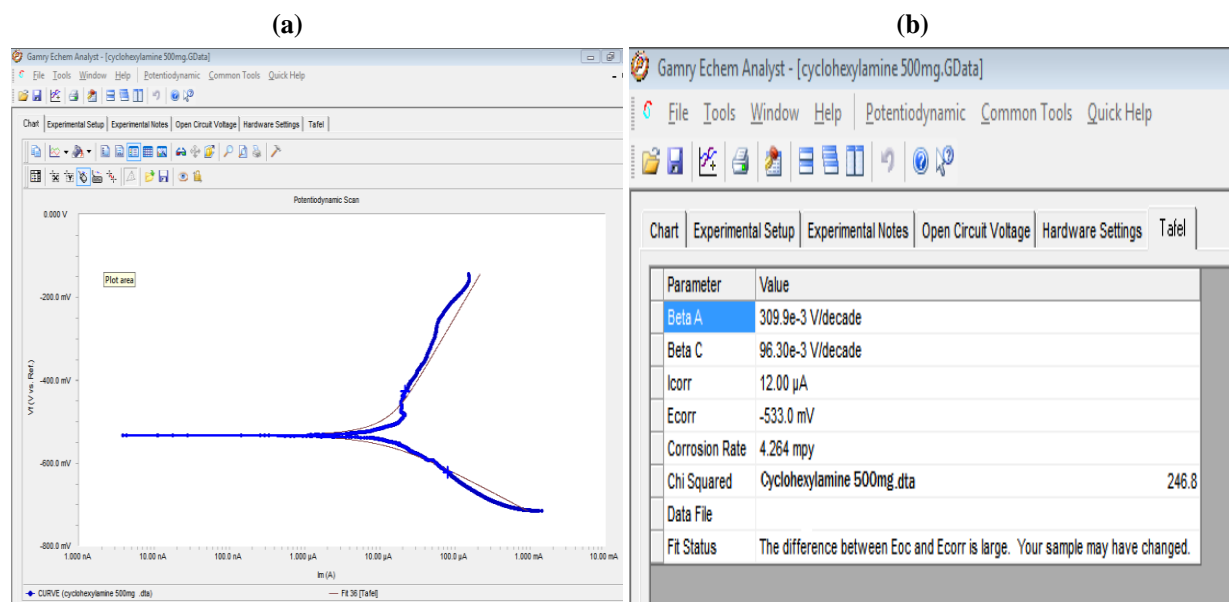 (a)
Gamry Echem Analyst - [cyclohexylamine 500mg.GData]
File Tools Window Help Potentiodynamic Common Tools Quick Help
Chart Experimental Setup Experimental Notes Open Circuit Voltage Hardware Settings Tafel
Potentiodynamic Scan
0.000 V
Plot area
-200.0 mV
-400.0 mV
-600.0 mV
-800.0 mV
Vf (V vs. Ref.)
1.000 nA 10.00 nA 100.0 nA 1.000 µA 10.00 µA 100.0 µA 1.000 mA 10.00 mA
Im (A)
CURVE (cyclohexylamine 500mg .dta) Fit 36 [Tafel]
(b)
Gamry Echem Analyst - [cyclohexylamine 500mg.GData]
File Tools Window Help Potentiodynamic Common Tools Quick Help
Chart Experimental Setup Experimental Notes Open Circuit Voltage Hardware Settings Tafel
Parameter Value
Beta A 309.9e-3 V/decade
Beta C 96.30e-3 V/decade
Icorr 12.00 µA
Ecorr -533.0 mV
Corrosion Rate 4.264 mpy
Chi Squared Cyclohexylamine 500mg.dta 246.8
Data File
Fit Status The difference between Eoc and Ecorr is large. Your sample may have changed.